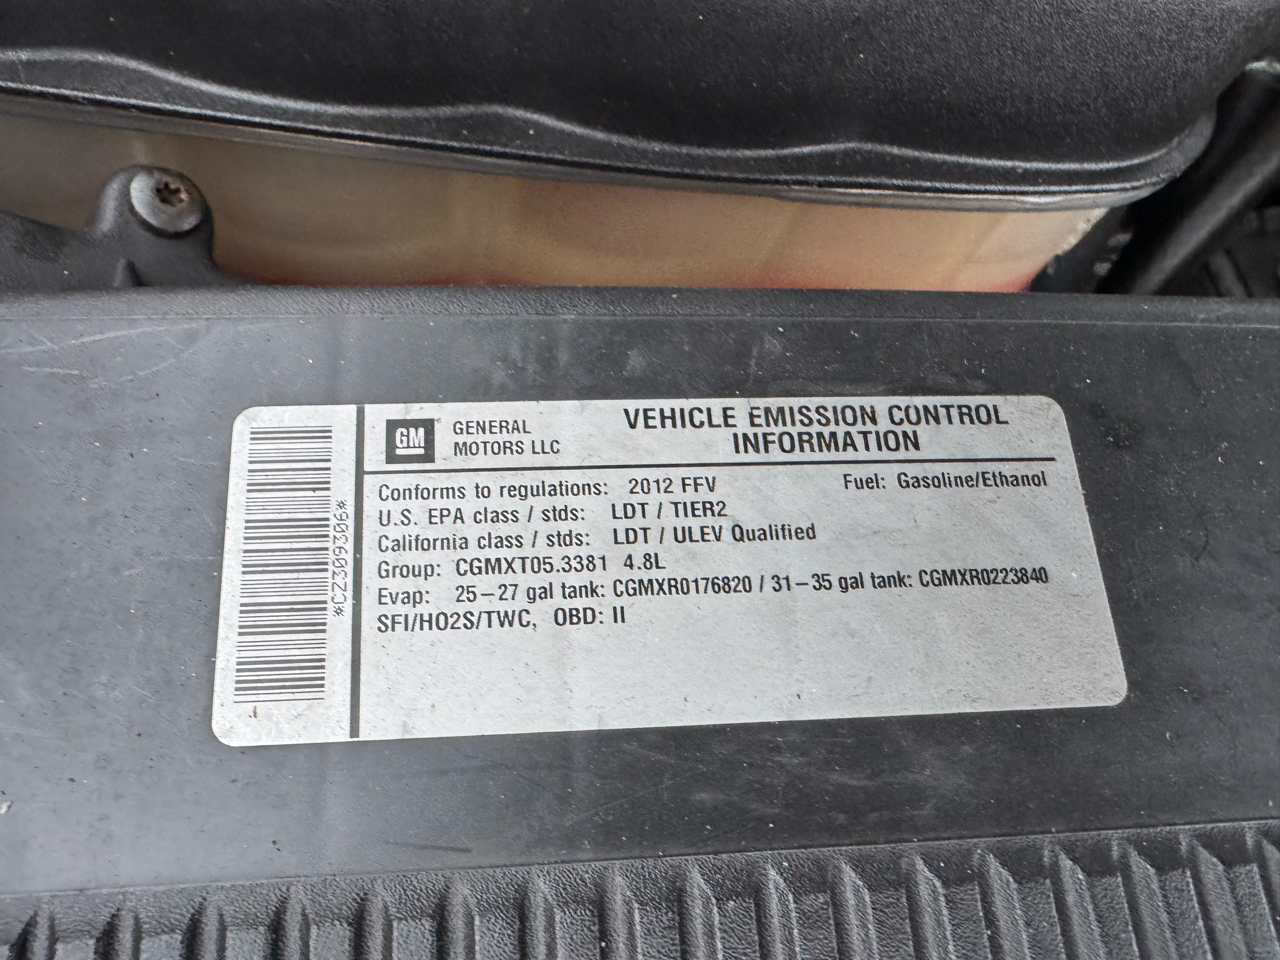 GM
GENERAL
MOTORS LLC
VEHICLE EMISSION CONTROL
INFORMATION
Conforms to regulations: 2012 FFV
Fuel: Gasoline/Ethanol
U.S. EPA class / stds: LDT / TIER2
California class / stds: LDT / ULEV Qualified
Group: CGMXT05.3381 4.8L
Evap: 25-27 gal tank: CGMXR0176820 / 31-35 gal tank: CGMXR0223840
SFI/HO2S/TWC, OBD: II
*CZ309306*